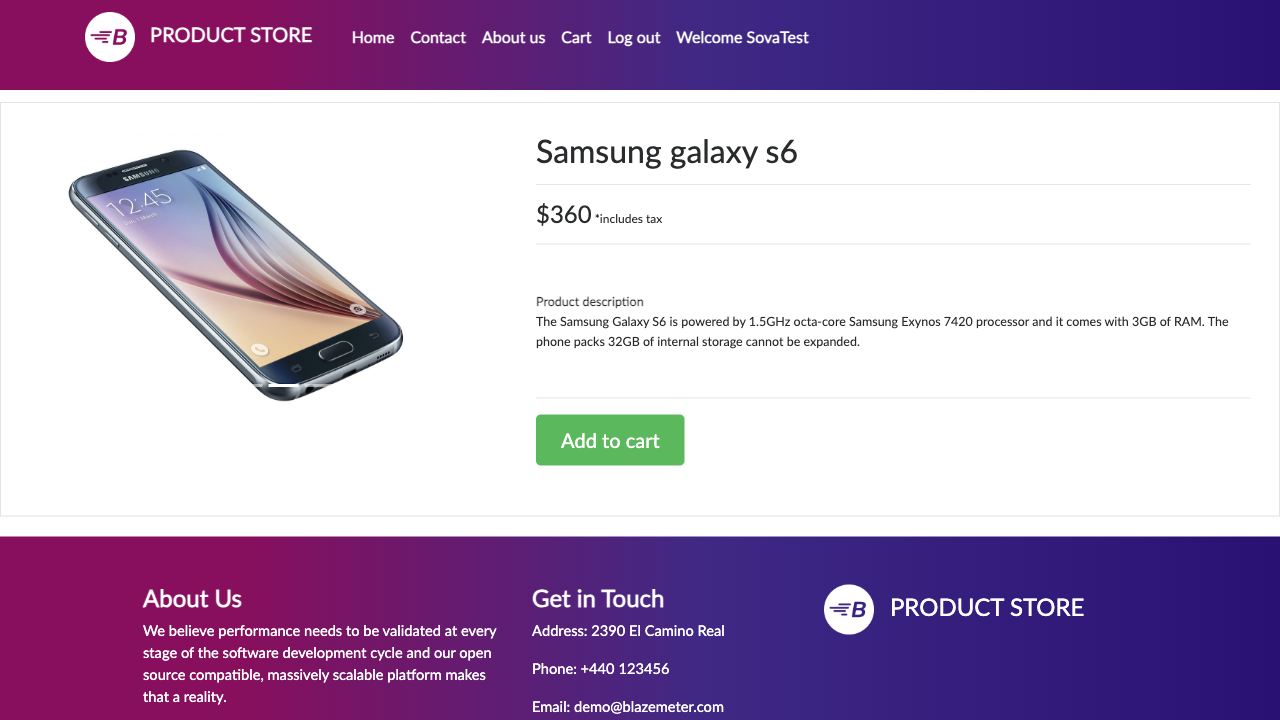 B PRODUCT STORE Home Contact About us Cart Log out Welcome SovaTest
SAMSUNG
12:45
Samsung galaxy s6
$360 *includes tax
Product description
The Samsung Galaxy S6 is powered by 1.5GHz octa-core Samsung Exynos 7420 processor and it comes with 3GB of RAM. The
phone packs 32GB of internal storage cannot be expanded.
Add to cart
About Us
We believe performance needs to be validated at every
stage of the software development cycle and our open
source compatible, massively scalable platform makes
that a reality.
Get in Touch
Address: 2390 El Camino Real
Phone: +440 123456
Email: demo@blazemeter.com
B PRODUCT STORE